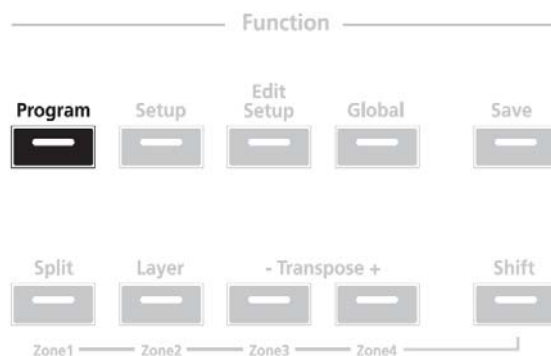 Function
Program Setup Edit Setup Global Save
Split Layer - Transpose + Shift
Zone1 Zone2 Zone3 Zone4